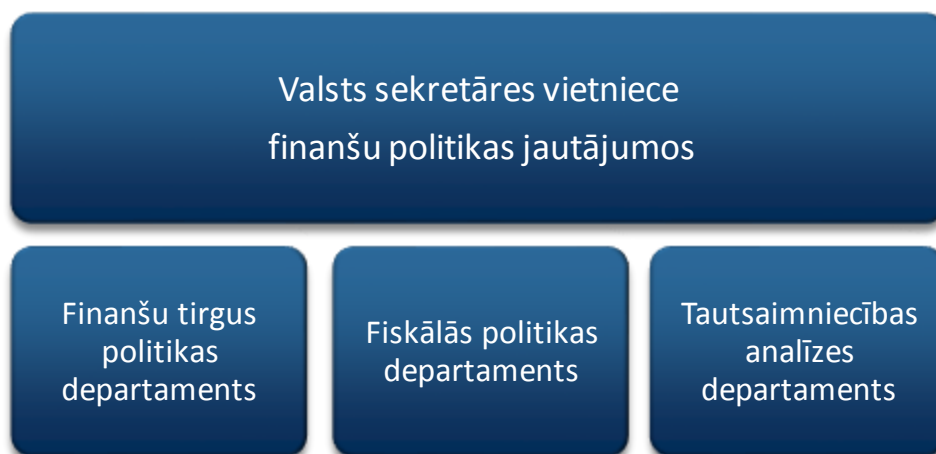 Valsts sekretāres vietniece
finanšu politikas jautājumos
Finanšu tirgus
politikas
departaments
Fiskālās politikas
departaments
Tautsaimniecības
analīzes
departaments